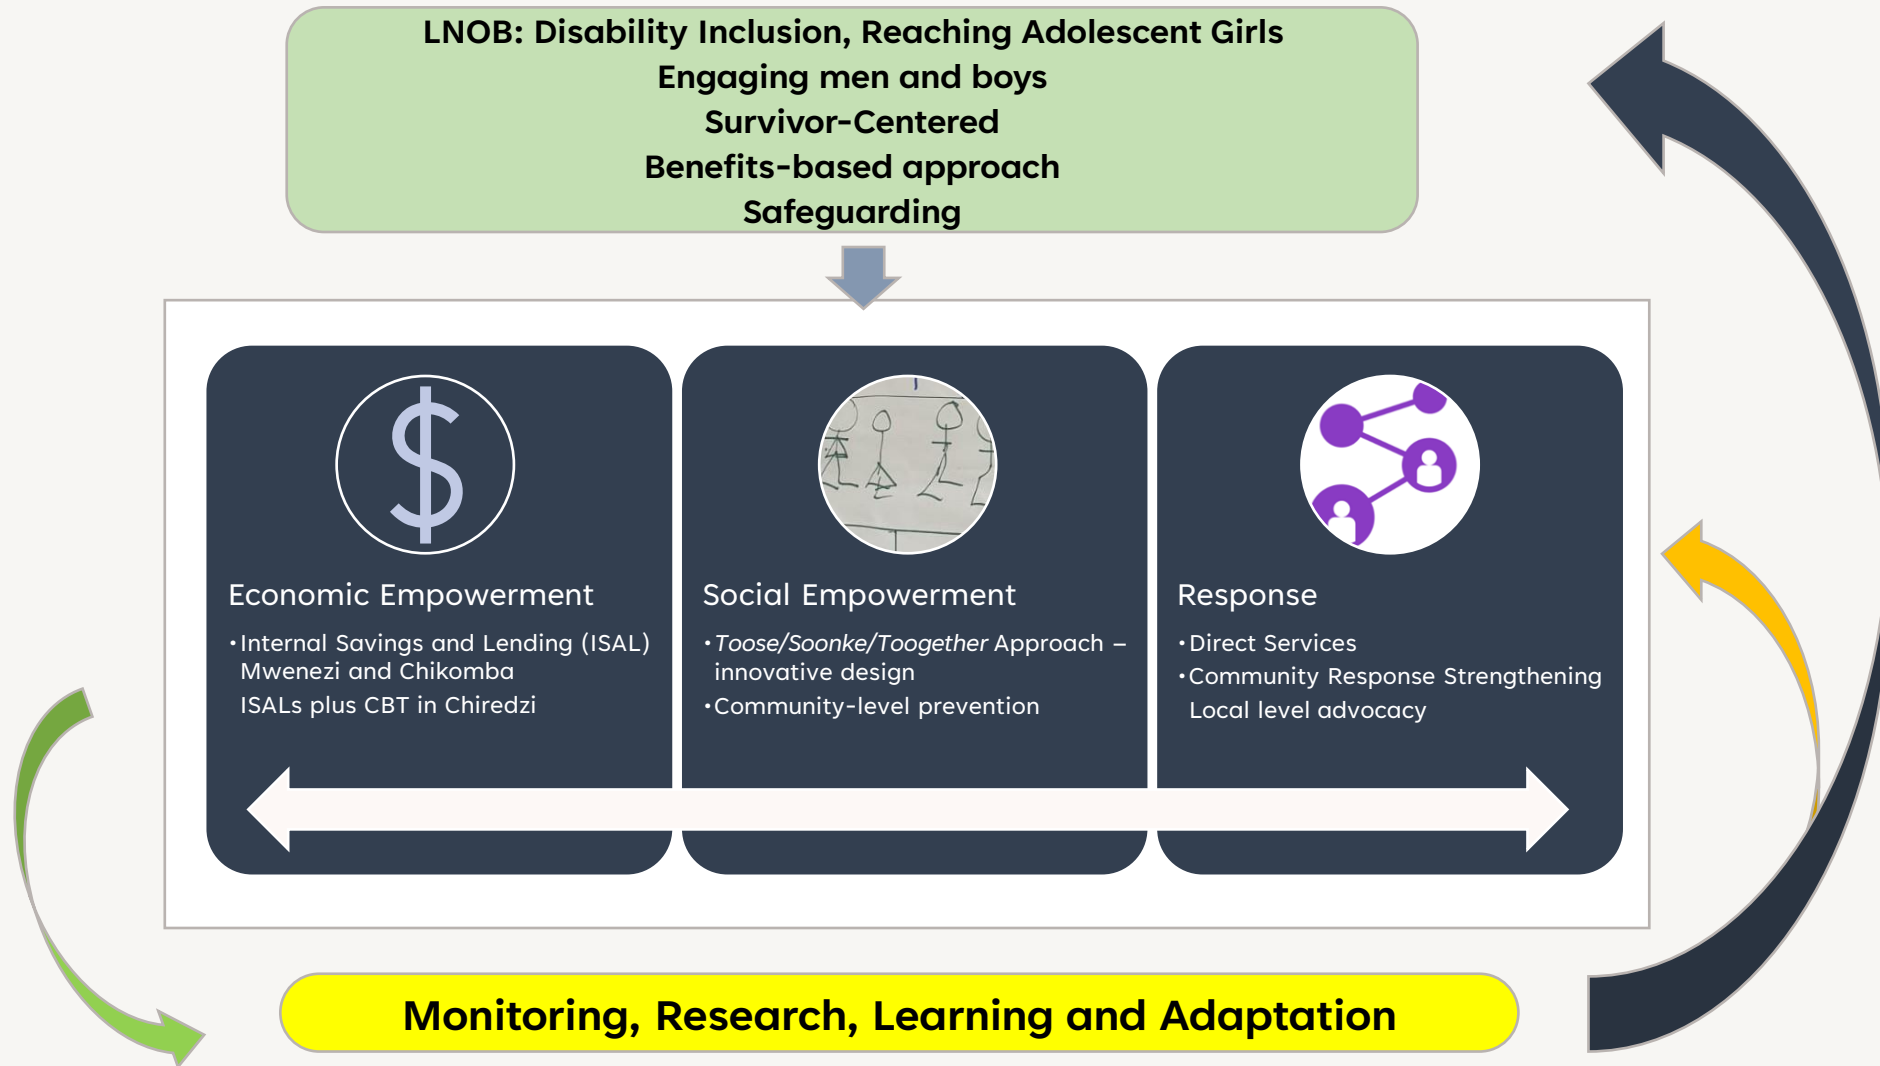 LNOB: Disability Inclusion, Reaching Adolescent Girls
Engaging men and boys
Survivor-Centered
Benefits-based approach
Safeguarding
Economic Empowerment
•Internal Savings and Lending (ISAL)
Mwenezi and Chikomba
ISALs plus CBT in Chiredzi
Social Empowerment
•Toose/Soonke/Toogether Approach –
innovative design
•Community-level prevention
Response
•Direct Services
•Community Response Strengthening
Local level advocacy
Monitoring, Research, Learning and Adaptation